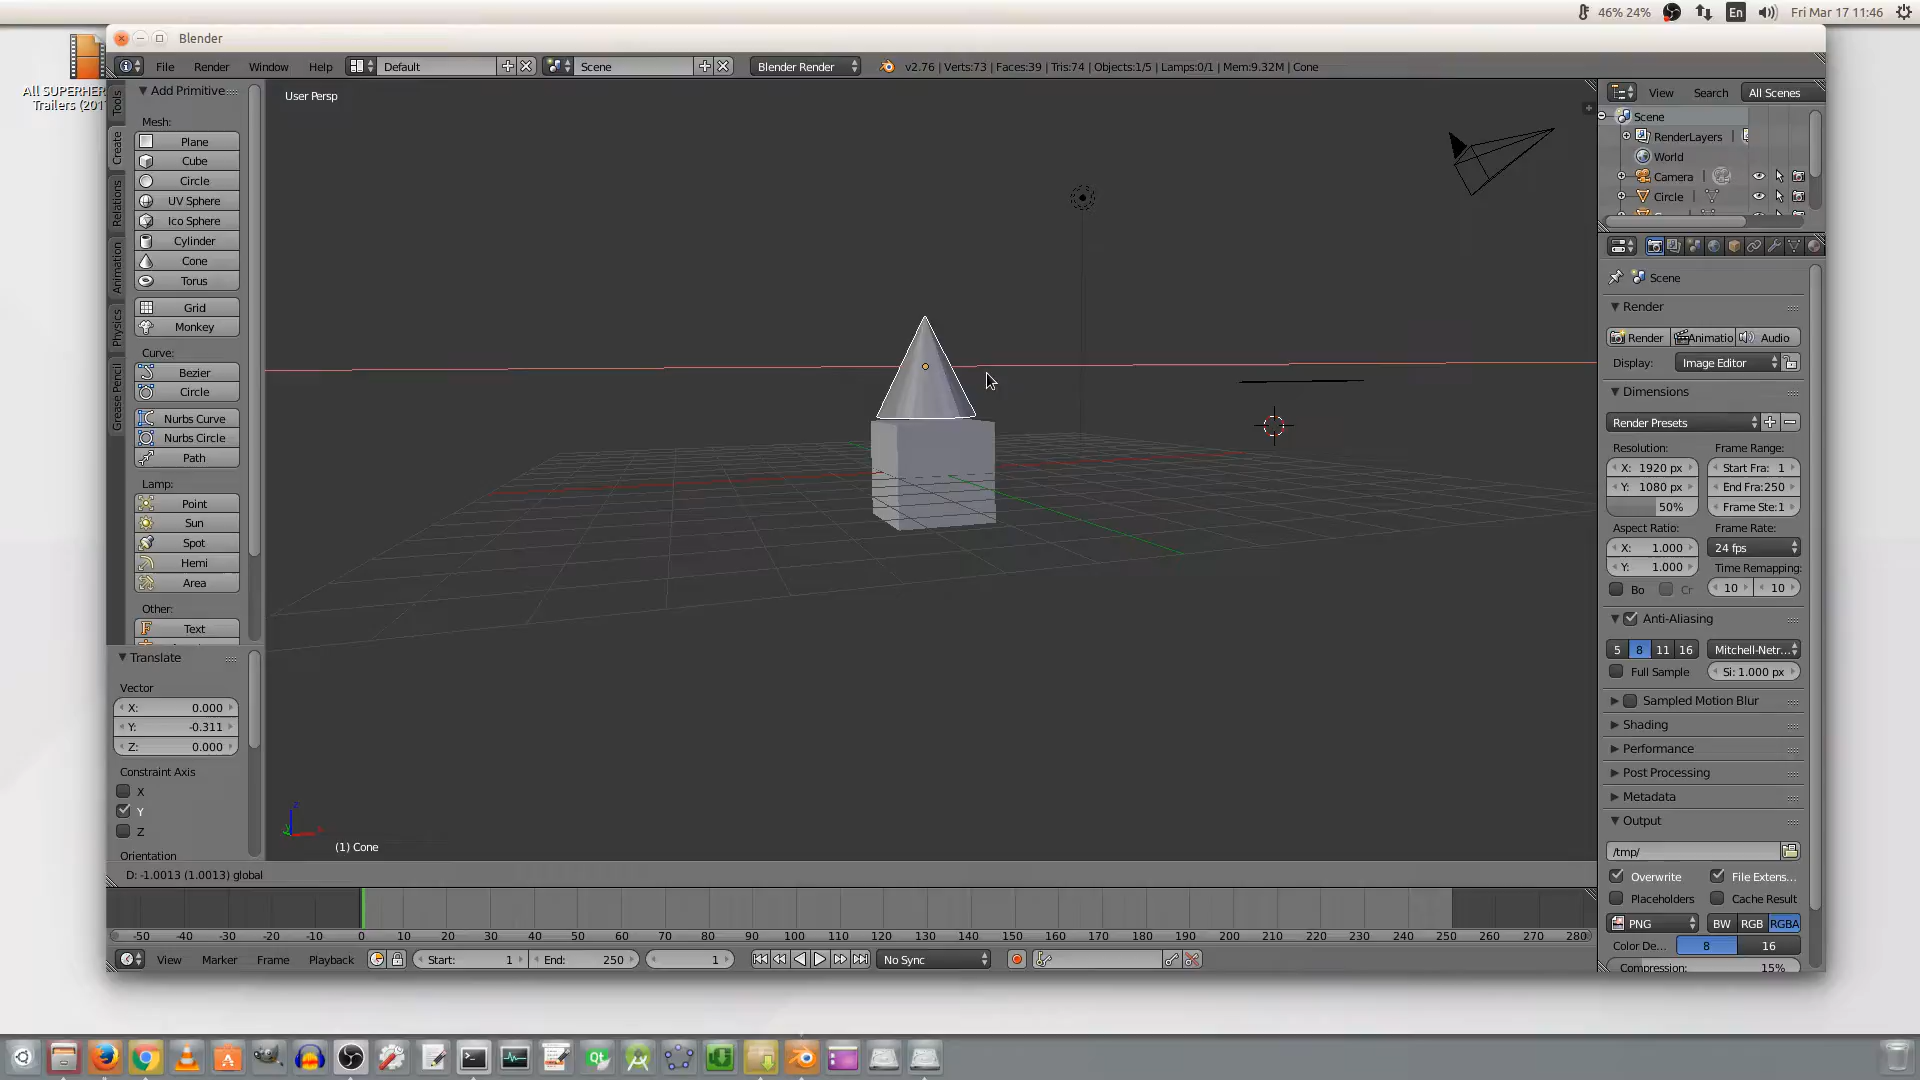 46% 24%
En
Fri Mar 17 11:46
All SUPERHER
Trailers (201
Blender
File
Render
Window
Help
Default
Scene
Blender Render
v2.76 | Verts:73 | Faces:39 | Tris:74 | Objects:1/5 | Lamps:0/1 | Mem:9.32M | Cone
Tools
Create
Relations
Animation
Physics
Grease Pencil
Add Primitive
Mesh:
Plane
Cube
Circle
UV Sphere
Ico Sphere
Cylinder
Cone
Torus
Grid
Monkey
Curve:
Bezier
Circle
Nurbs Curve
Nurbs Circle
Path
Lamp:
Point
Sun
Spot
Hemi
Area
Other:
Text
Translate
Vector
X: 0.000
Y: -0.311
Z: 0.000
Constraint Axis
X
Y
Z
Orientation
User Persp
(1) Cone
D: -1.0013 (1.0013) global
-50 -40 -30 -20 -10 0 10 20 30 40 50 60 70 80 90 100 110 120 130 140 150 160 170 180 190 200 210 220 230 240 250 260 270 280
View
Marker
Frame
Playback
Start: 1
End: 250
1
No Sync
View
Search
All Scenes
Scene
RenderLayers
World
Camera
Circle
Scene
Render
Render
Animatio
Audio
Display:
Image Editor
Dimensions
Render Presets
Resolution:
Frame Range:
X: 1920 px
Start Fra: 1
Y: 1080 px
End Fra:250
50%
Frame Ste:1
Aspect Ratio:
Frame Rate:
X: 1.000
24 fps
Y: 1.000
Time Remapping:
Bo
Cr
10
10
Anti-Aliasing
5
8
11
16
Mitchell-Netr...
Full Sample
Si: 1.000 px
Sampled Motion Blur
Shading
Performance
Post Processing
Metadata
Output
/tmp/
Overwrite
File Extens...
Placeholders
Cache Result
PNG
BW
RGB
RGBA
Color De...
8
16
Compression: 15%